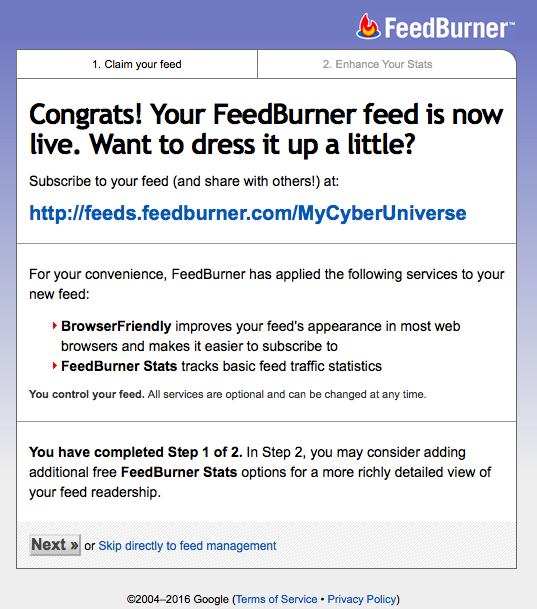 FeedBurner™
1. Claim your feed
2. Enhance Your Stats
Congrats! Your FeedBurner feed is now
live. Want to dress it up a little?
Subscribe to your feed (and share with others!) at:
http://feeds.feedburner.com/MyCyberUniverse
For your convenience, FeedBurner has applied the following services to your
new feed:
BrowserFriendly improves your feed's appearance in most web
browsers and makes it easier to subscribe to
FeedBurner Stats tracks basic feed traffic statistics
You control your feed. All services are optional and can be changed at any time.
You have completed Step 1 of 2. In Step 2, you may consider adding
additional free FeedBurner Stats options for a more richly detailed view of
your feed readership.
Next » or Skip directly to feed management
©2004–2016 Google (Terms of Service • Privacy Policy)